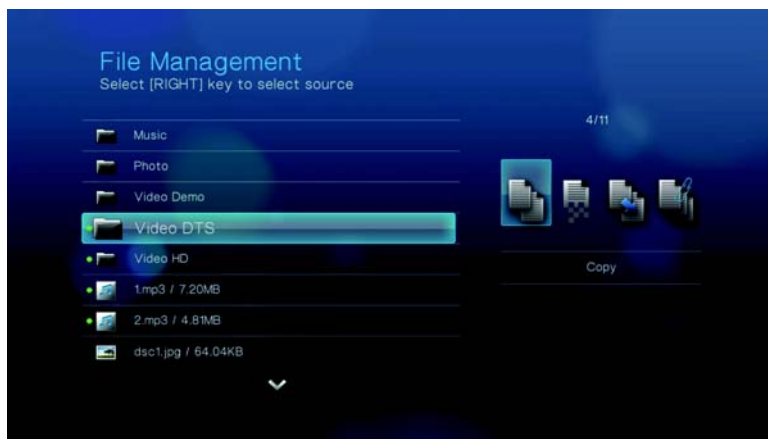 File Management
Select [RIGHT] key to select source
4/11
Music
Photo
Video Demo
Video DTS
Video HD
1.mp3 / 7.20MB
2.mp3 / 4.81MB
dsc1.jpg / 64.04KB
Copy